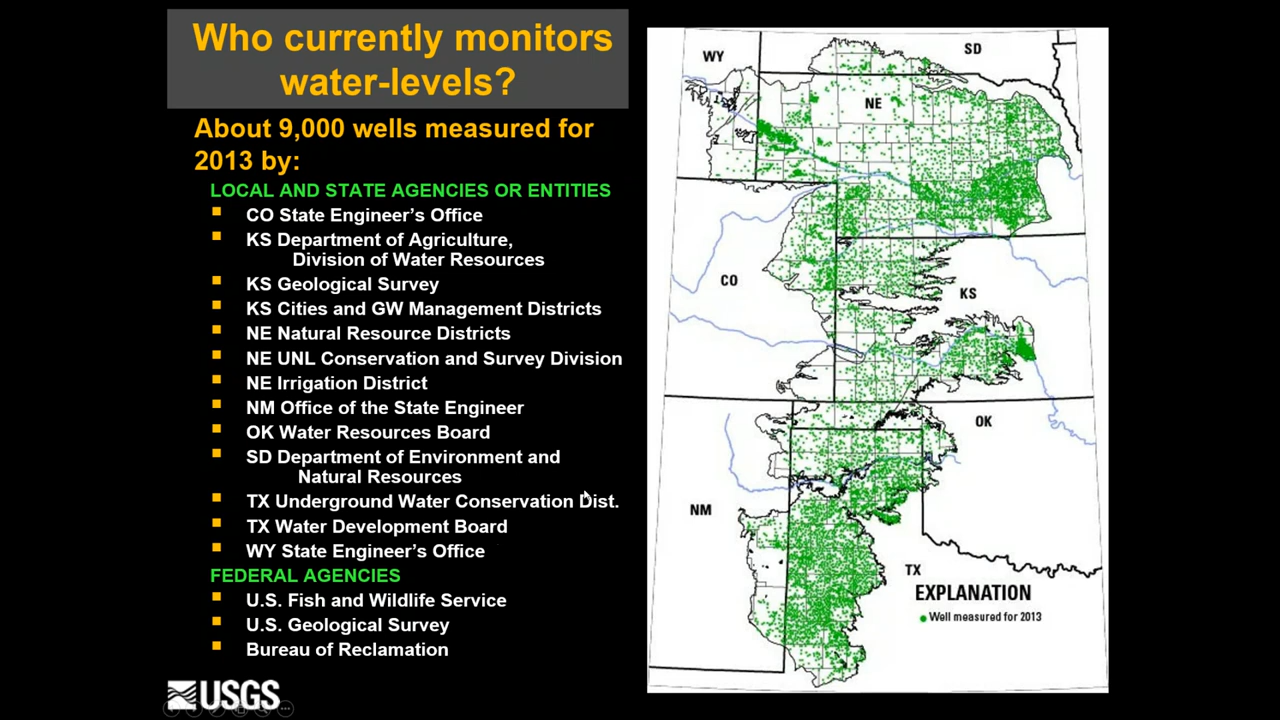 Who currently monitors
water-levels?
About 9,000 wells measured for
2013 by:
LOCAL AND STATE AGENCIES OR ENTITIES
CO State Engineer's Office
KS Department of Agriculture,
Division of Water Resources
KS Geological Survey
KS Cities and GW Management Districts
NE Natural Resource Districts
NE UNL Conservation and Survey Division
NE Irrigation District
NM Office of the State Engineer
OK Water Resources Board
SD Department of Environment and
Natural Resources
TX Underground Water Conservation Dist.
TX Water Development Board
WY State Engineer's Office
FEDERAL AGENCIES
U.S. Fish and Wildlife Service
U.S. Geological Survey
Bureau of Reclamation
USGS
WY
SD
NE
CO
KS
OK
NM
TX
EXPLANATION
Well measured for 2013